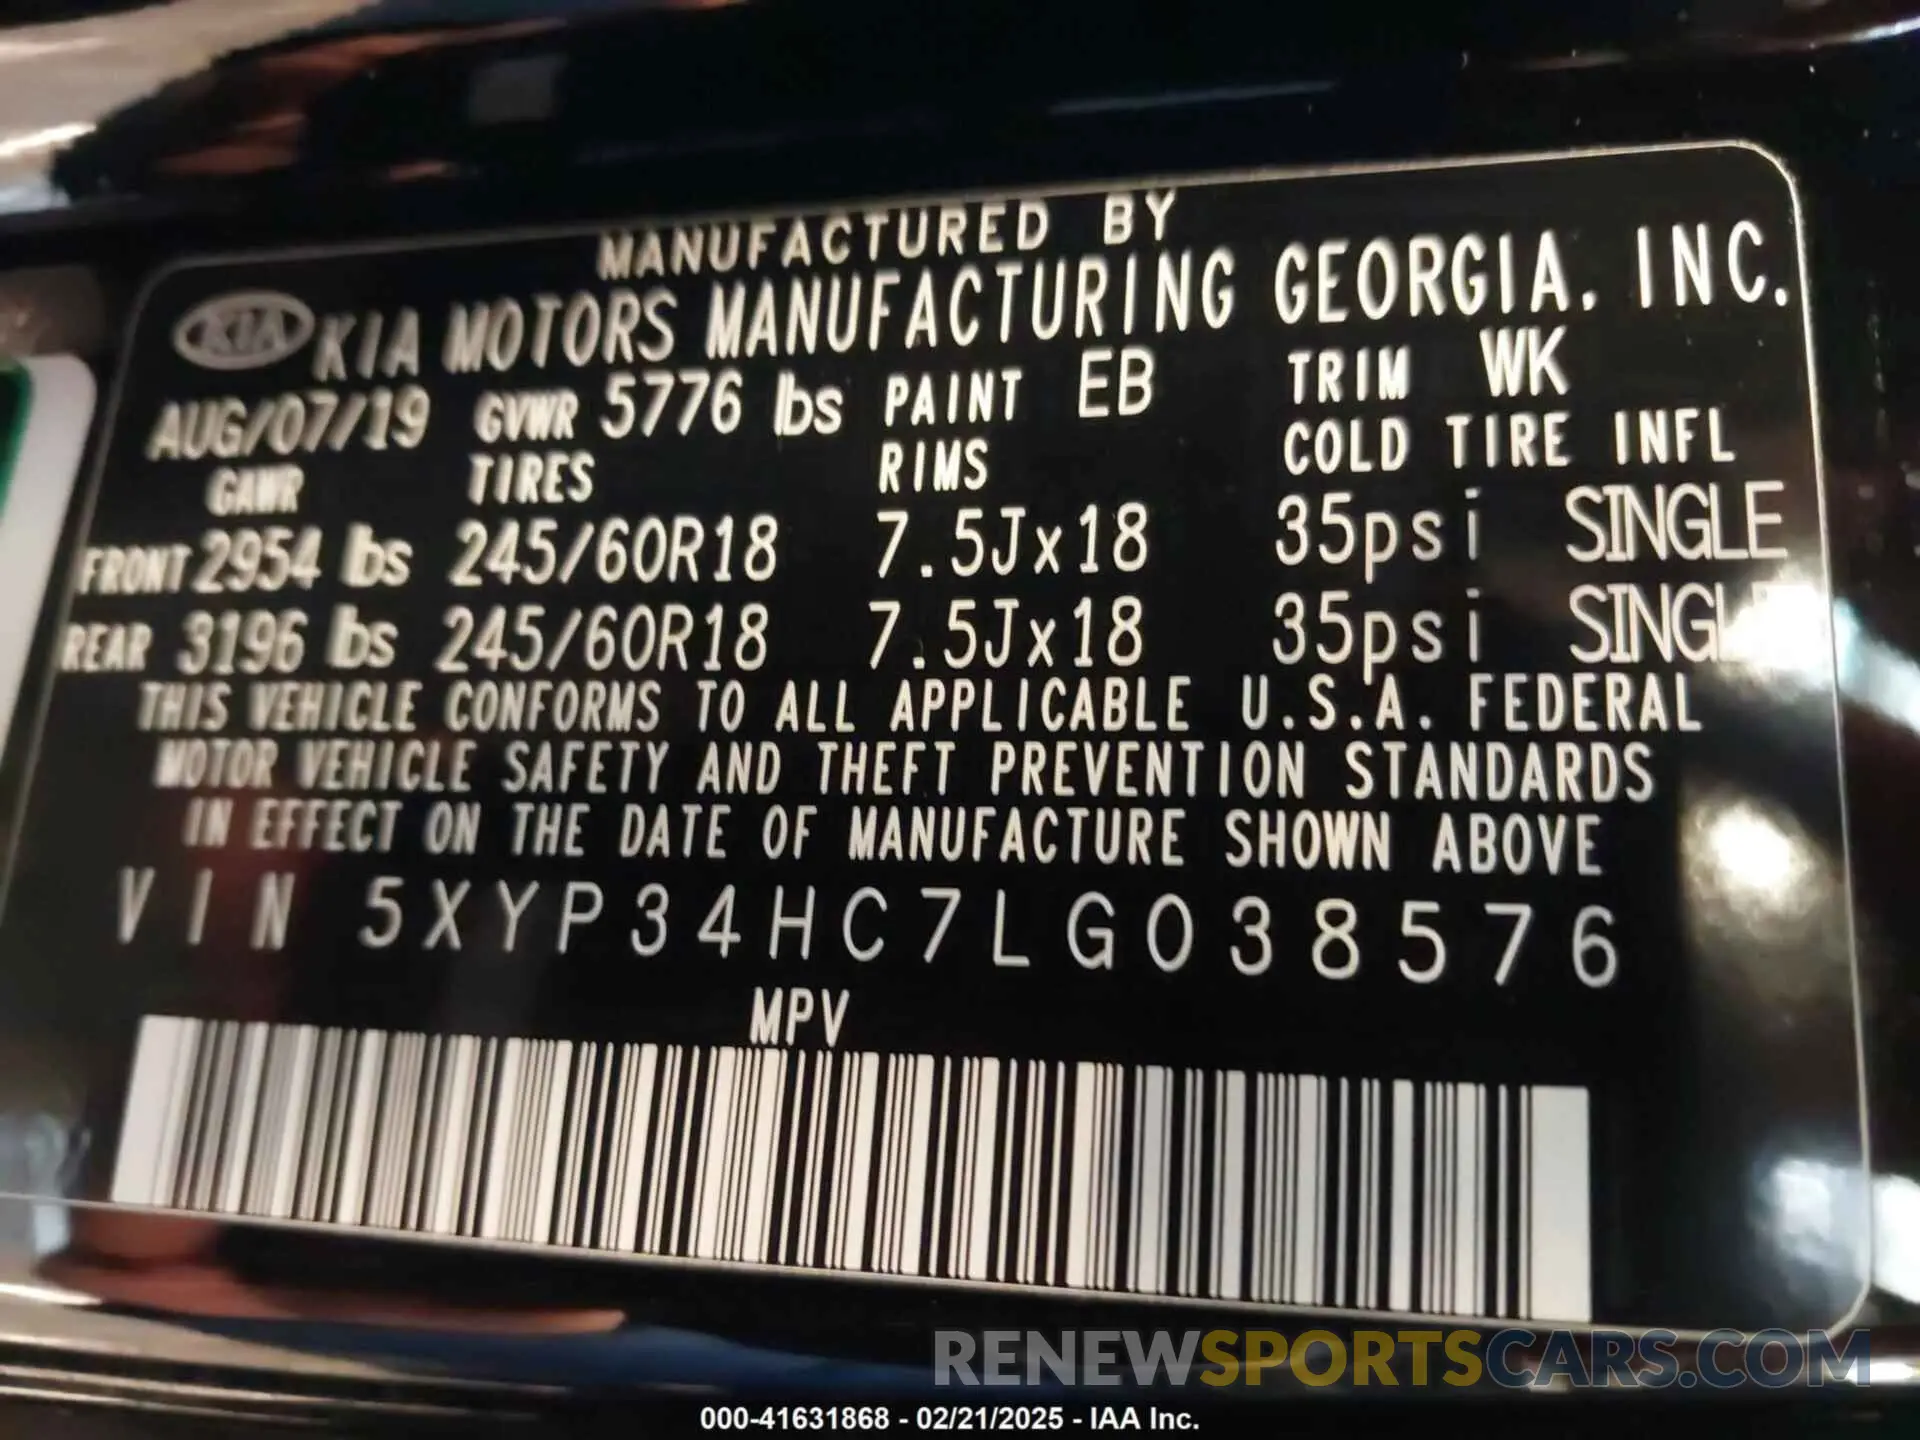 MANUFACTURED BY
KIA KIA MOTORS MANUFACTURING GEORGIA, INC.
AUG/07/19 GVWR 5776 lbs PAINT EB TRIM WK
GAWR TIRES RIMS COLD TIRE INFL
FRONT 2954 lbs 245/60R18 7.5Jx18 35psi SINGLE
REAR 3196 lbs 245/60R18 7.5Jx18 35psi SINGLE
THIS VEHICLE CONFORMS TO ALL APPLICABLE U.S.A. FEDERAL
MOTOR VEHICLE SAFETY AND THEFT PREVENTION STANDARDS
IN EFFECT ON THE DATE OF MANUFACTURE SHOWN ABOVE
VIN 5XYP34HC7LG038576
MPV
RENEWSPORTSCARS.COM
000-41631868 - 02/21/2025 - IAA Inc.